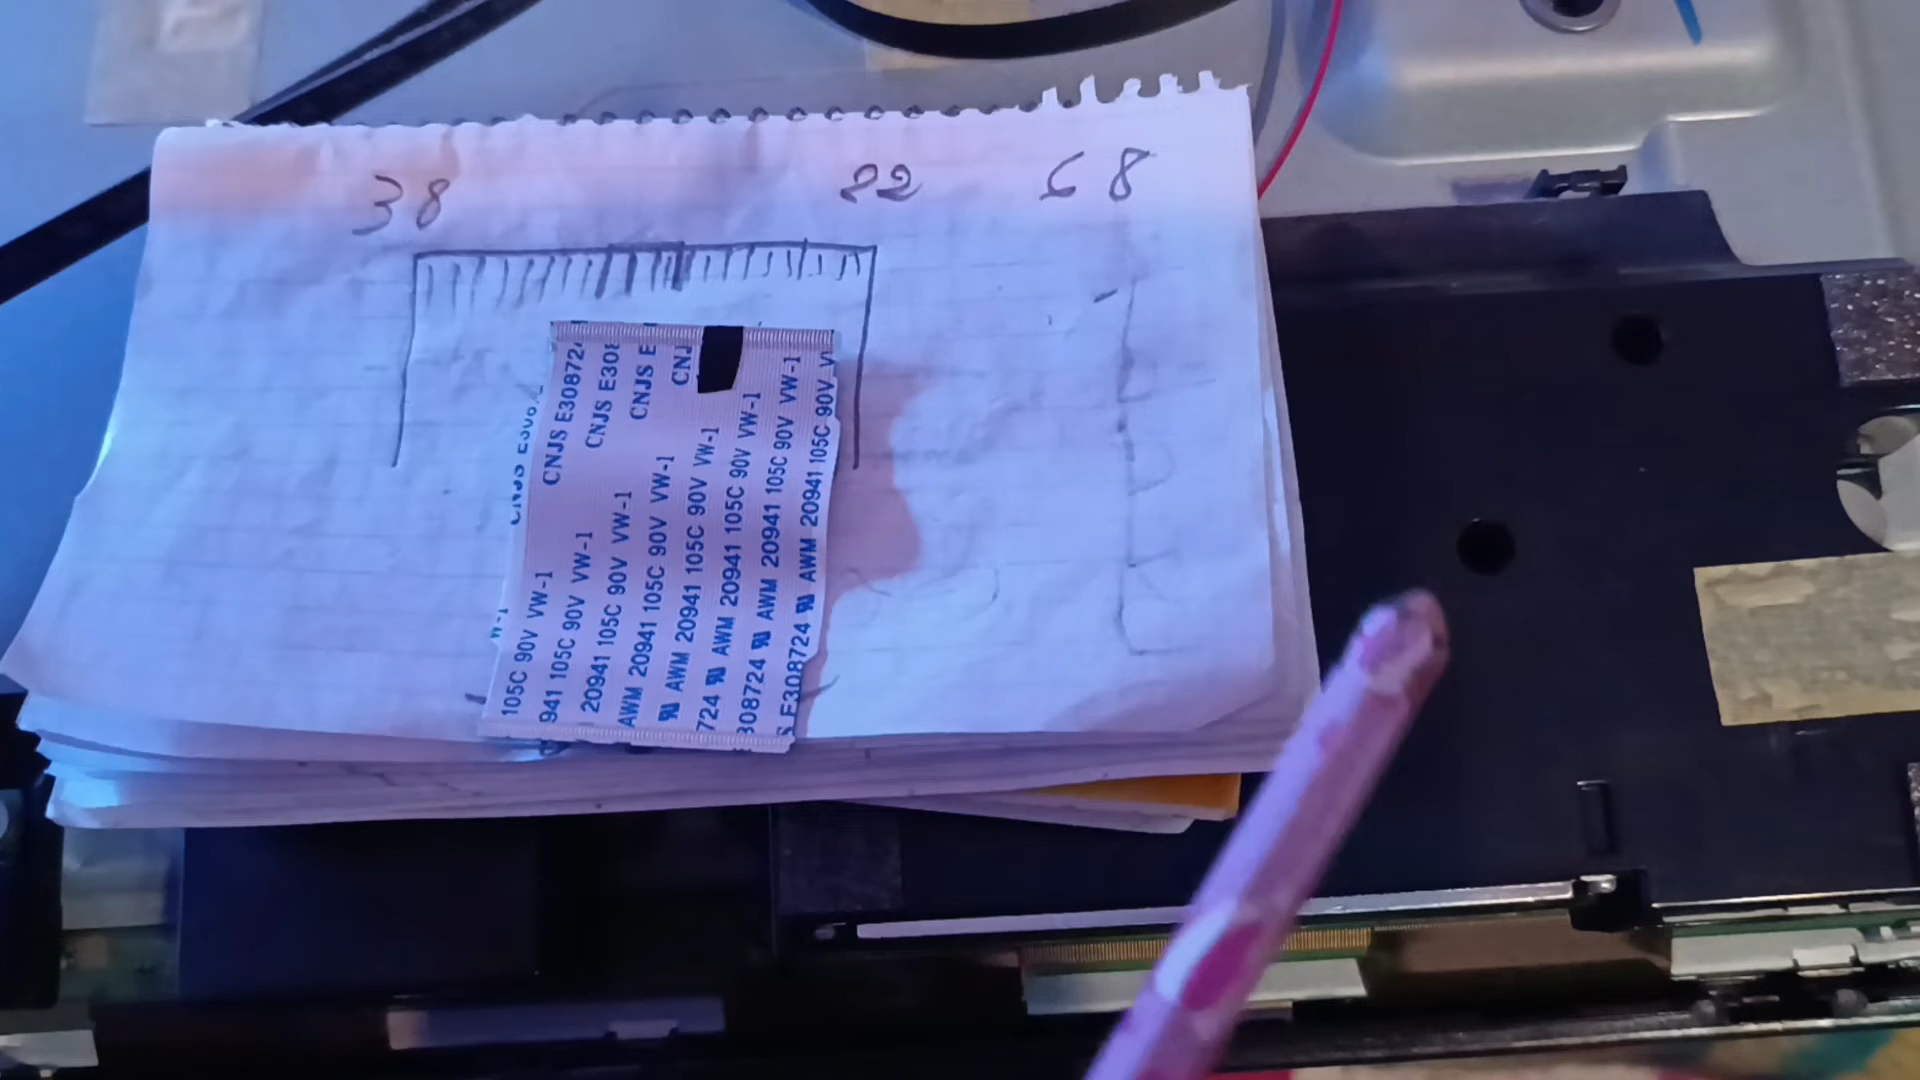 38 22 68
CNJS E30872
CNJS E308
CNJS E
CNJ
105C 90V VW-1
941 105C 90V VW-1
20941 105C 90V VW-1
AWM 20941 105C 90V VW-1
AWM 20941 105C 90V VW-1
724 AWM 20941 105C 90V VW-1
308724 AWM 20941 105C 90V VW-1
S E308724 AWM 20941 105C 90V V